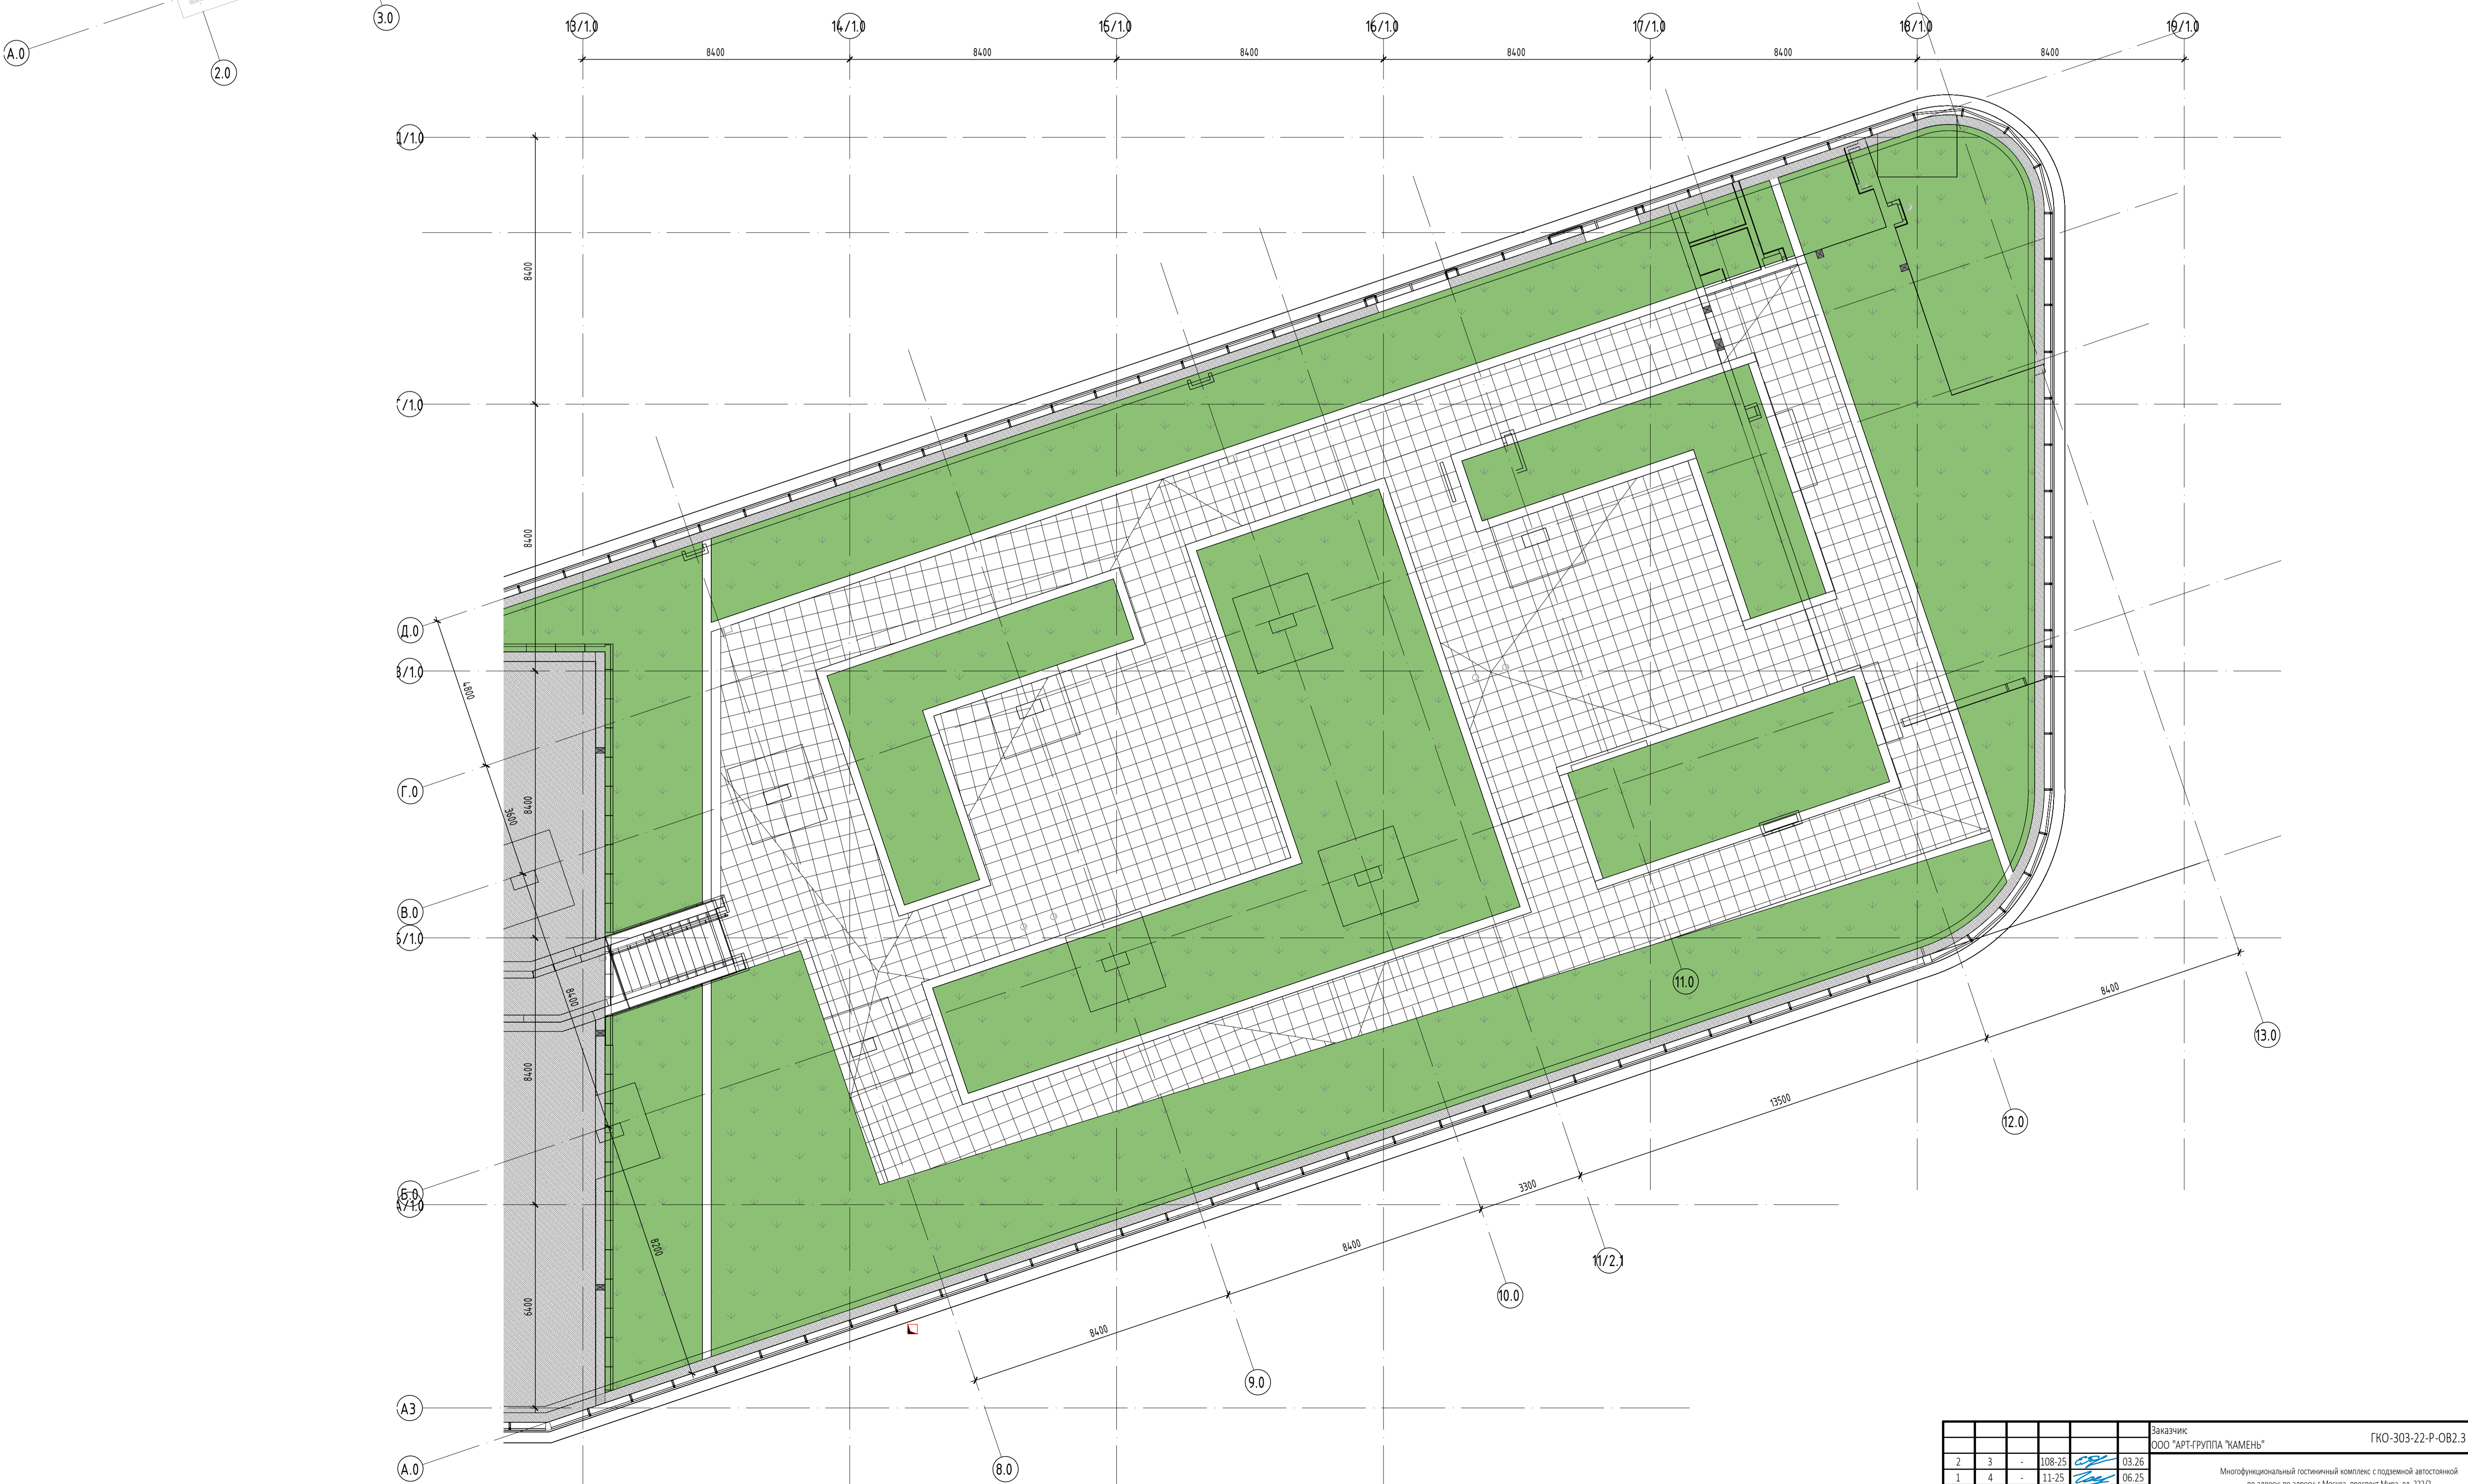 А.0
2.0
3.0
13/1.0
14/1.0
15/1.0
16/1.0
17/1.0
18/1.0
19/1.0
8400
8400
8400
8400
8400
8400
Д/1.0
8400
Г/1.0
8400
Д.0
В/1.0
4800
Г.0
3600
8400
В.0
Б/1.0
8400
8400
Б.0
А/1.0
8200
6400
А3
А.0
8.0
8400
9.0
8400
10.0
3300
11/2.1
13500
11.0
12.0
8400
13.0
Заказчик:
ООО "АРТ-ГРУППА "КАМЕНЬ"
ГКО-303-22-Р-ОВ2.3
2 3 - 108-25 03.26
1 4 - 11-25 06.25
Многофункциональный гостиничный комплекс с подземной автостоянкой